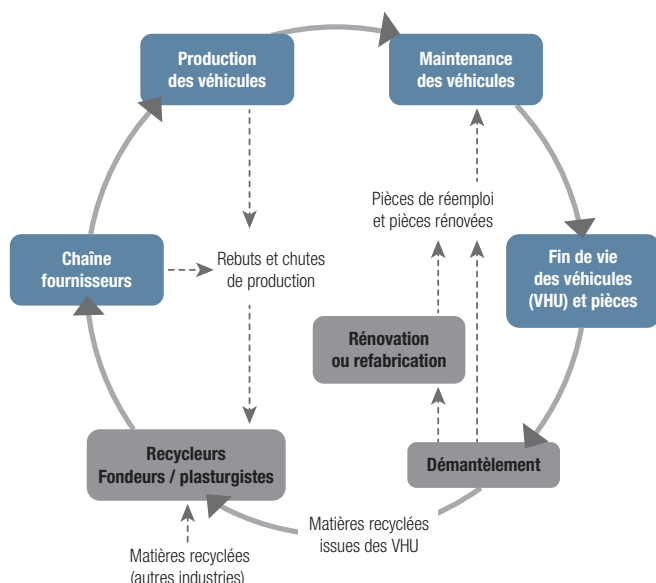 Production
des véhicules
Maintenance
des véhicules
Pièces de réemploi
et pièces rénovées
Chaîne
fournisseurs
Rebuts et chutes
de production
Fin de vie
des véhicules
(VHU) et pièces
Rénovation
ou refabrication
Recycleurs
Fondeurs / plasturgistes
Démantèlement
Matières recyclées
issues des VHU
Matières recyclées
(autres industries)